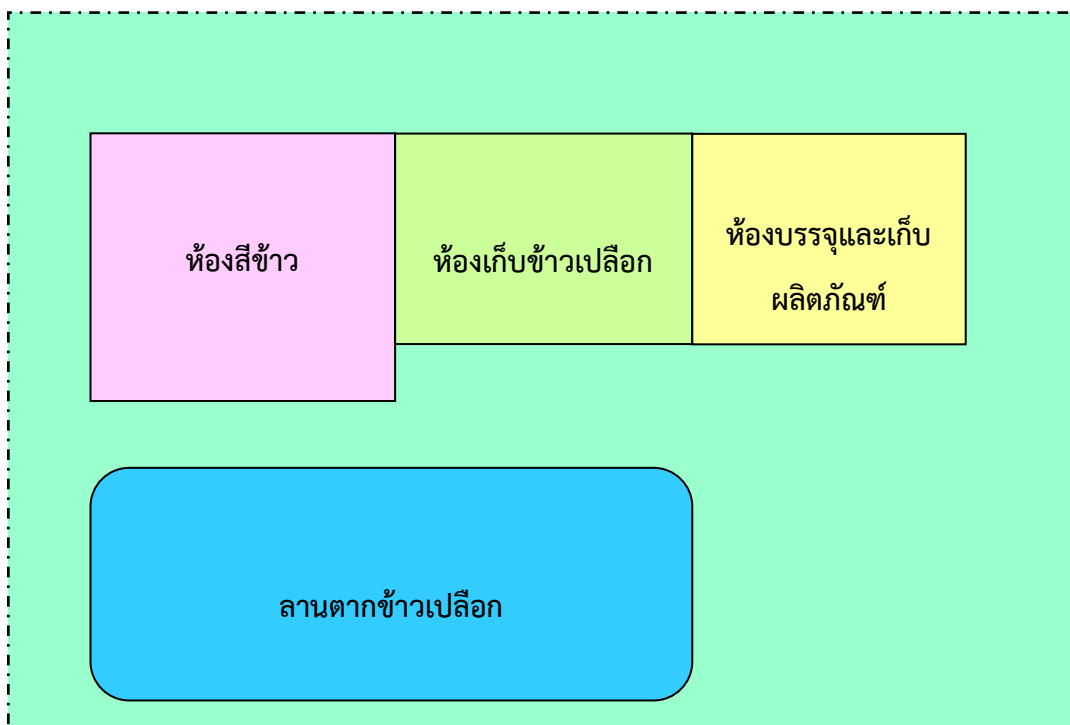 ห้องสีข้าว
ห้องเก็บข้าวเปลือก
ห้องบรรจุและเก็บ
ผลิตภัณฑ์
ลานตากข้าวเปลือก